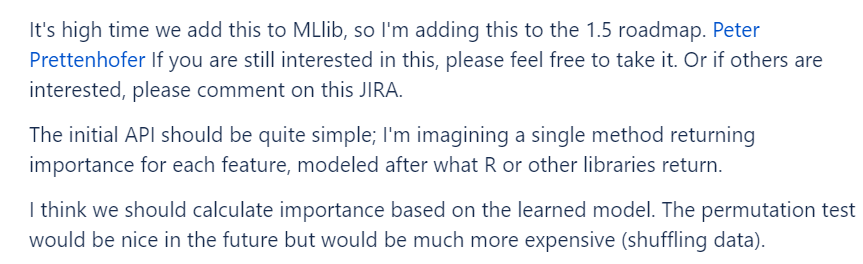 It's high time we add this to MLlib, so I'm adding this to the 1.5 roadmap. Peter
Prettenhofer If you are still interested in this, please feel free to take it. Or if others are
interested, please comment on this JIRA.
The initial API should be quite simple; I'm imagining a single method returning
importance for each feature, modeled after what R or other libraries return.
I think we should calculate importance based on the learned model. The permutation test
would be nice in the future but would be much more expensive (shuffling data).